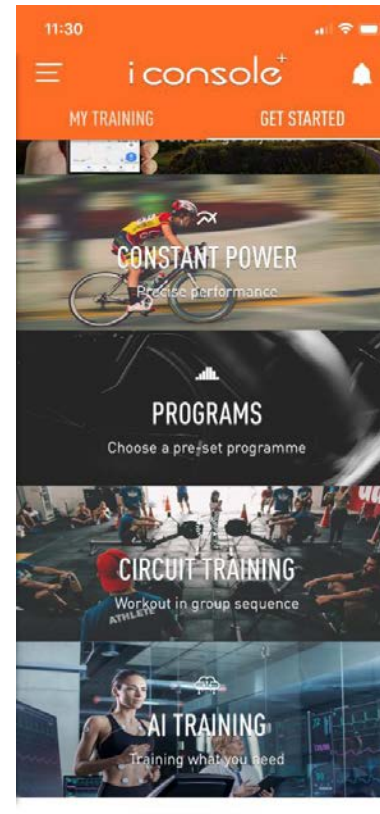 11:30
i console+
MY TRAINING
GET STARTED
CONSTANT POWER
Precise performance
PROGRAMS
Choose a pre-set programme
CIRCUIT TRAINING
Workout in group sequence
ATHLETE
AI TRAINING
Training what you need